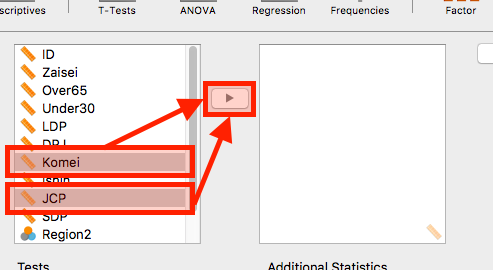 scriptives T-Tests ANOVA Regression Frequencies Factor
ID
Zaisei
Over65
Under30
LDP
DPJ
Komei
Ishin
JCP
SDP
Region2
Tests Additional Statistics